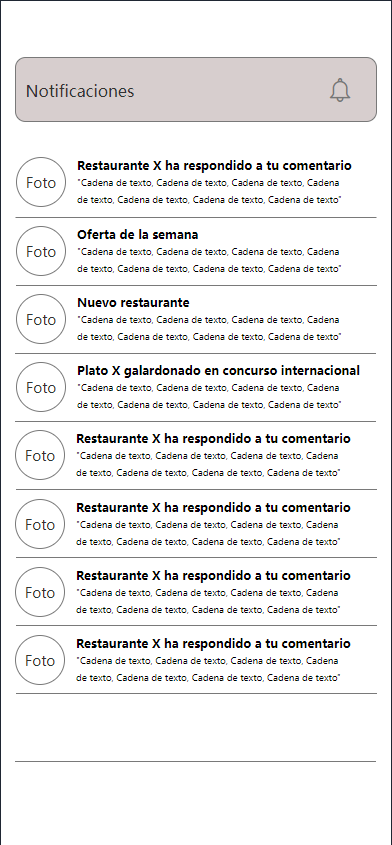 Notificaciones
Foto
Restaurante X ha respondido a tu comentario
"Cadena de texto, Cadena de texto, Cadena de texto, Cadena
de texto, Cadena de texto, Cadena de texto, Cadena de texto"
Foto
Oferta de la semana
"Cadena de texto, Cadena de texto, Cadena de texto, Cadena
de texto, Cadena de texto, Cadena de texto, Cadena de texto"
Foto
Nuevo restaurante
"Cadena de texto, Cadena de texto, Cadena de texto, Cadena
de texto, Cadena de texto, Cadena de texto, Cadena de texto"
Foto
Plato X galardonado en concurso internacional
"Cadena de texto, Cadena de texto, Cadena de texto, Cadena
de texto, Cadena de texto, Cadena de texto, Cadena de texto"
Foto
Restaurante X ha respondido a tu comentario
"Cadena de texto, Cadena de texto, Cadena de texto, Cadena
de texto, Cadena de texto, Cadena de texto, Cadena de texto"
Foto
Restaurante X ha respondido a tu comentario
"Cadena de texto, Cadena de texto, Cadena de texto, Cadena
de texto, Cadena de texto, Cadena de texto, Cadena de texto"
Foto
Restaurante X ha respondido a tu comentario
"Cadena de texto, Cadena de texto, Cadena de texto, Cadena
de texto, Cadena de texto, Cadena de texto, Cadena de texto"
Foto
Restaurante X ha respondido a tu comentario
"Cadena de texto, Cadena de texto, Cadena de texto, Cadena
de texto, Cadena de texto, Cadena de texto, Cadena de texto"